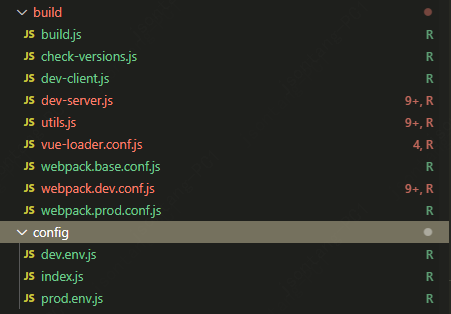 build
JS build.js R
JS check-versions.js R
JS dev-client.js R
JS dev-server.js 9+, R
JS utils.js 9+, R
JS vue-loader.conf.js 4, R
JS webpack.base.conf.js R
JS webpack.dev.conf.js 9+, R
JS webpack.prod.conf.js R
config
JS dev.env.js R
JS index.js R
JS prod.env.js R